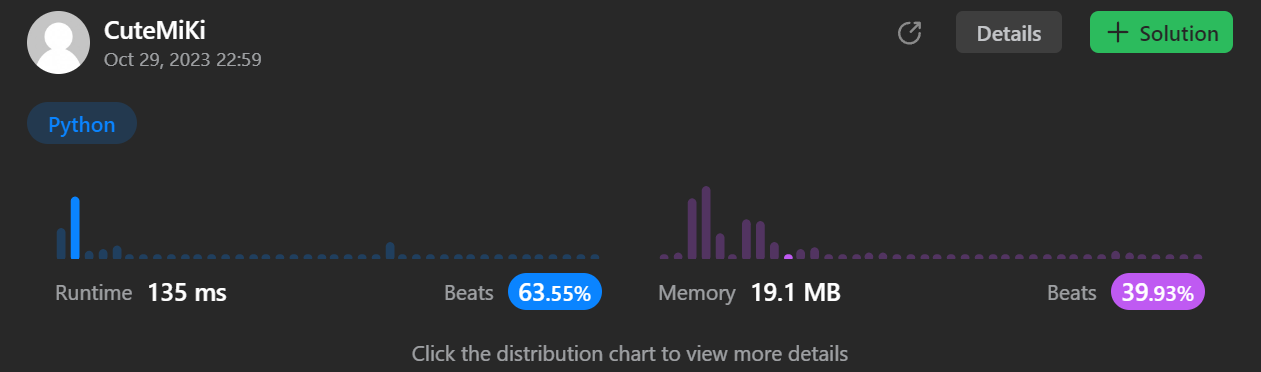 CuteMiKi
Oct 29, 2023 22:59
Details
+ Solution
Python
Runtime 135 ms Beats 63.55%
Memory 19.1 MB Beats 39.93%
Click the distribution chart to view more details